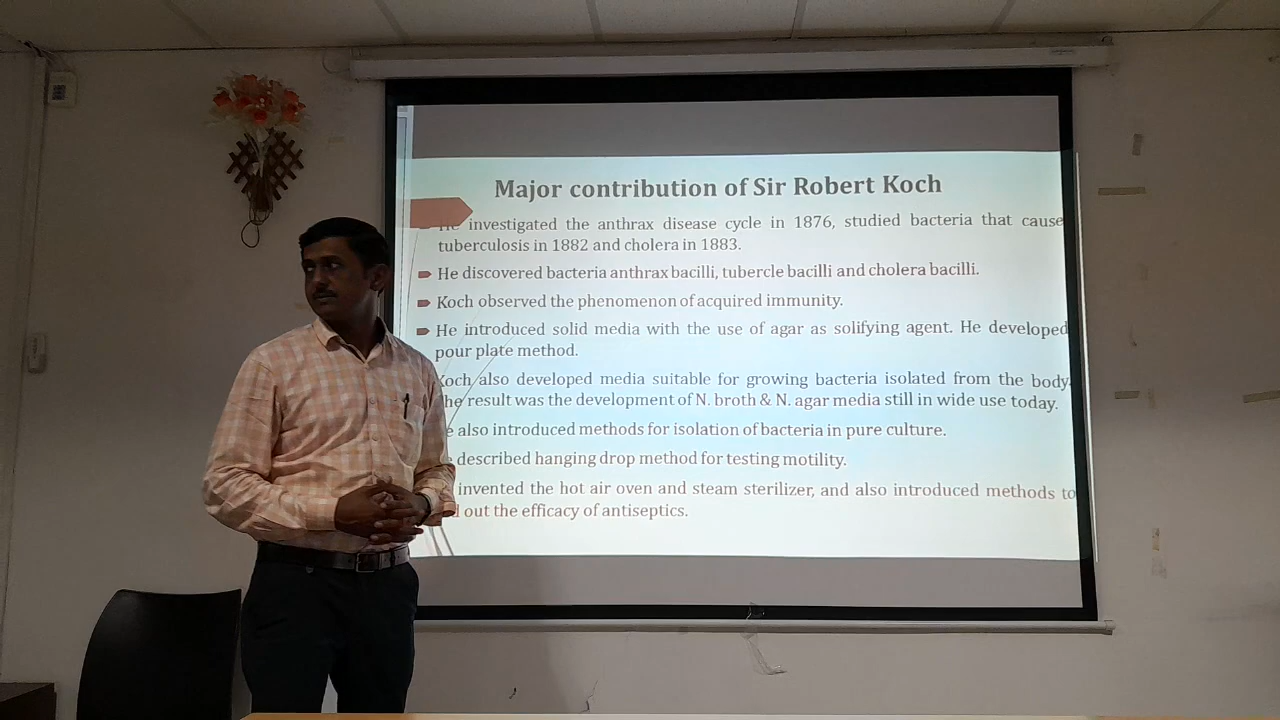 Major contribution of Sir Robert Koch
He investigated the anthrax disease cycle in 1876, studied bacteria that cause
tuberculosis in 1882 and cholera in 1883.
He discovered bacteria anthrax bacilli, tubercle bacilli and cholera bacilli.
Koch observed the phenomenon of acquired immunity.
He introduced solid media with the use of agar as solifying agent. He developed
pour plate method.
Koch also developed media suitable for growing bacteria isolated from the body.
he result was the development of N. broth & N. agar media still in wide use today.
e also introduced methods for isolation of bacteria in pure culture.
described hanging drop method for testing motility.
invented the hot air oven and steam sterilizer, and also introduced methods to
out the efficacy of antiseptics.